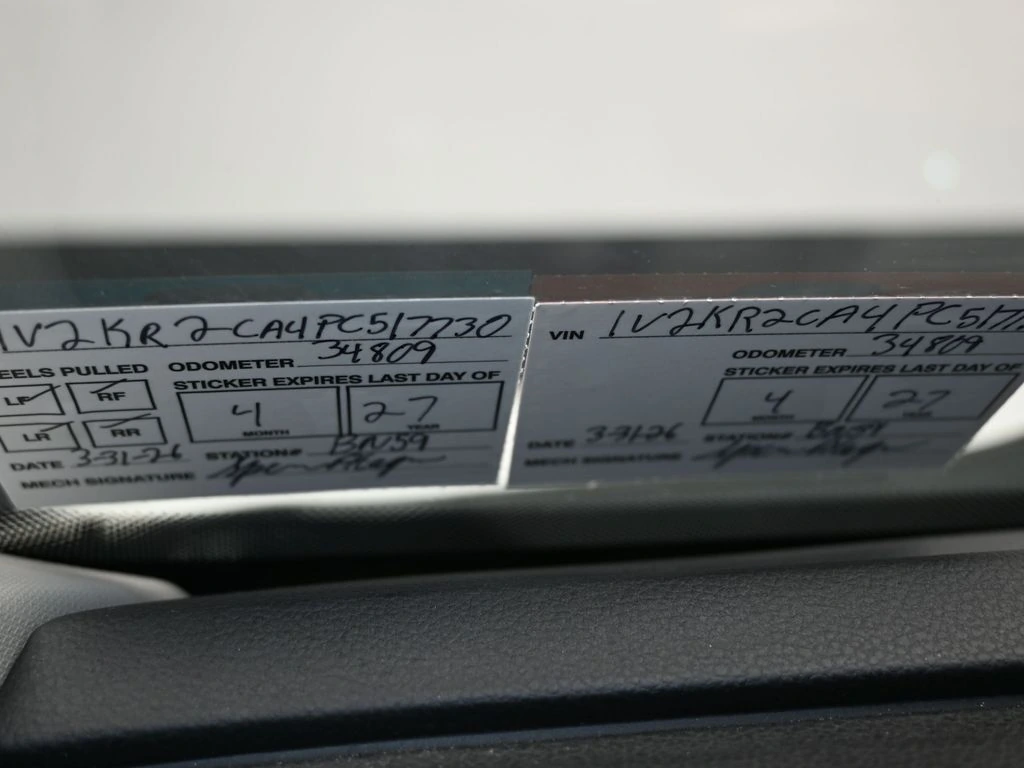 1V2KR2CA4PC517730
EELS PULLED ODOMETER 34809
LF RF STICKER EXPIRES LAST DAY OF
4 27
LR RR MONTH YEAR
DATE 3-31-26 STATION# BN59
MECH SIGNATURE
VIN 1V2KR2CA4PC5177
ODOMETER 34809
STICKER EXPIRES LAST DAY OF
4 27
MONTH YEAR
DATE 3-31-26 STATION# BN59
MECH SIGNATURE